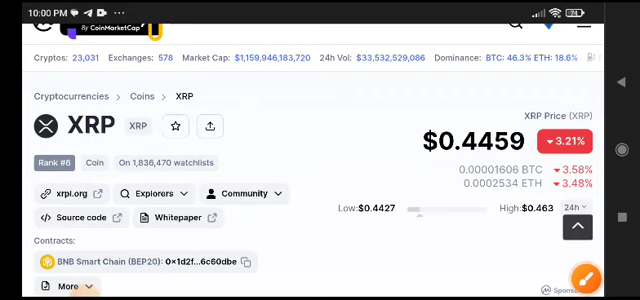 10:00 PM
74
By CoinMarketCap
Cryptos: 23,031 Exchanges: 578 Market Cap: $1,159,946,183,720 24h Vol: $33,532,529,086 Dominance: BTC: 46.3% ETH: 18.6%
Cryptocurrencies > Coins > XRP
XRP XRP
XRP Price (XRP)
$0.4459 3.21%
Rank #6 Coin On 1,836,470 watchlists
0.00001606 BTC 3.58%
0.0002534 ETH 3.48%
xrpl.org Explorers Community
Low:$0.4427 High:$0.463 24h
Source code Whitepaper
Contracts:
BNB Smart Chain (BEP20): 0x1d2f...6c60dbe
More
Sponso